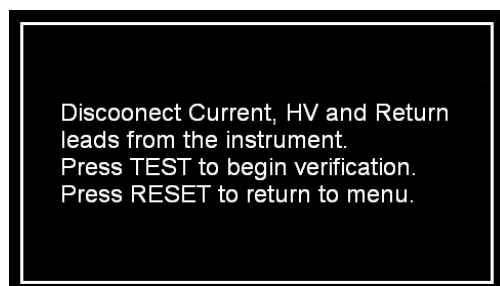 Discoonect Current, HV and Return
leads from the instrument.
Press TEST to begin verification.
Press RESET to return to menu.